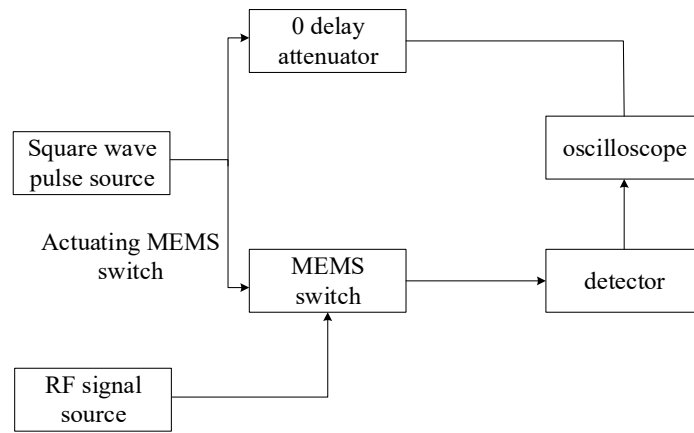 0 delay
attenuator
Square wave
pulse source
oscilloscope
Actuating MEMS
switch
MEMS
switch
detector
RF signal
source